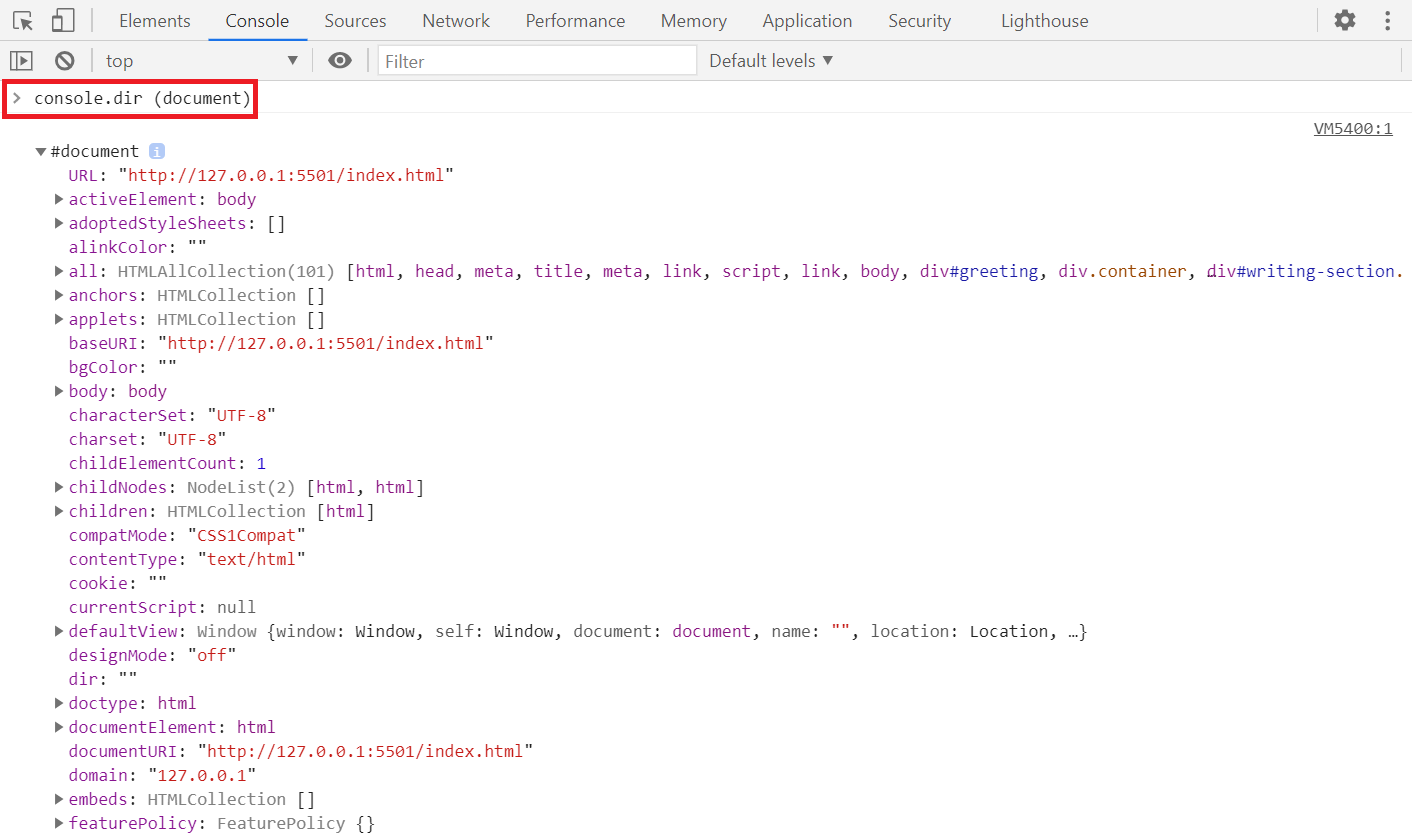 Elements Console Sources Network Performance Memory Application Security Lighthouse
top ▼ Filter Default levels ▼
> console.dir (document)
VM5400:1
▼#document i
URL: "http://127.0.0.1:5501/index.html"
▶activeElement: body
▶adoptedStyleSheets: []
alinkColor: ""
▶all: HTMLAllCollection(101) [html, head, meta, title, meta, link, script, link, body, div#greeting, div.container, div#writing-section.
▶anchors: HTMLCollection []
▶applets: HTMLCollection []
baseURI: "http://127.0.0.1:5501/index.html"
bgColor: ""
▶body: body
characterSet: "UTF-8"
charset: "UTF-8"
childElementCount: 1
▶childNodes: NodeList(2) [html, html]
▶children: HTMLCollection [html]
compatMode: "CSS1Compat"
contentType: "text/html"
cookie: ""
currentScript: null
▶defaultView: Window {window: Window, self: Window, document: document, name: "", location: Location, …}
designMode: "off"
dir: ""
▶doctype: html
▶documentElement: html
documentURI: "http://127.0.0.1:5501/index.html"
domain: "127.0.0.1"
▶embeds: HTMLCollection []
▶featurePolicy: FeaturePolicy {}